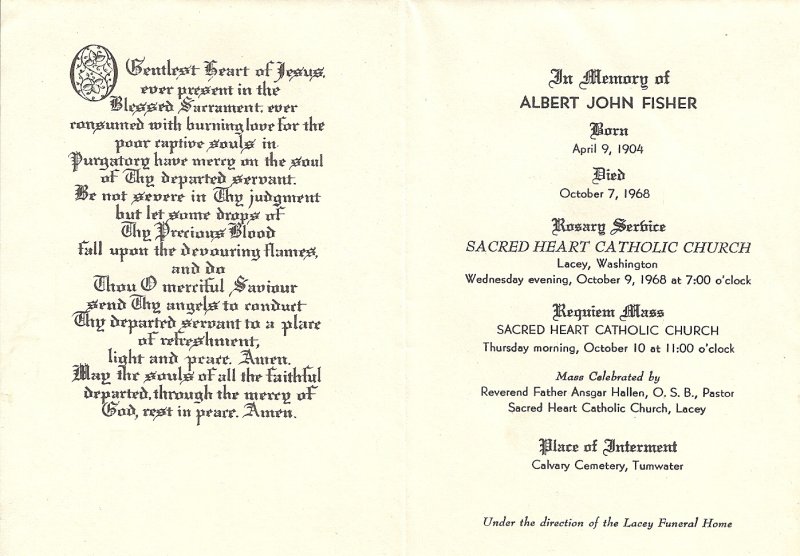 O Gentlest Heart of Jesus,
ever present in the
Blessed Sacrament, ever
consumed with burning love for the
poor captive souls in
Purgatory have mercy on the soul
of Thy departed servant.
Be not severe in Thy judgment
but let some drops of
Thy Precious Blood
fall upon the devouring flames,
and do
Thou O merciful Saviour
send Thy angels to conduct
Thy departed servant to a place
of refreshment,
light and peace. Amen.
May the souls of all the faithful
departed, through the mercy of
God, rest in peace. Amen.
In Memory of
ALBERT JOHN FISHER
Born
April 9, 1904
Died
October 7, 1968
Rosary Service
SACRED HEART CATHOLIC CHURCH
Lacey, Washington
Wednesday evening, October 9, 1968 at 7:00 o'clock
Requiem Mass
SACRED HEART CATHOLIC CHURCH
Thursday morning, October 10 at 11:00 o'clock
Mass Celebrated by
Reverend Father Ansgar Hallen, O. S. B., Pastor
Sacred Heart Catholic Church, Lacey
Place of Interment
Calvary Cemetery, Tumwater
Under the direction of the Lacey Funeral Home